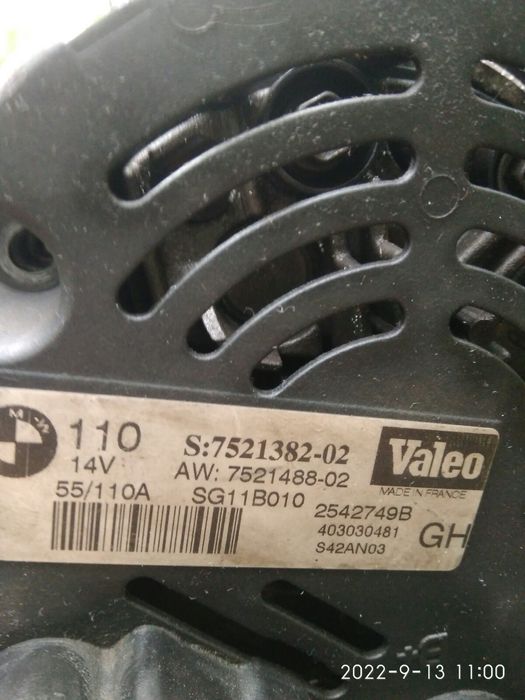 BMW
110
14V
55/110A
S:7521382-02
AW: 7521488-02
SG11B010
Valeo
MADE IN FRANCE
2542749B
403030481
S42AN03
GH
2022-9-13 11:00